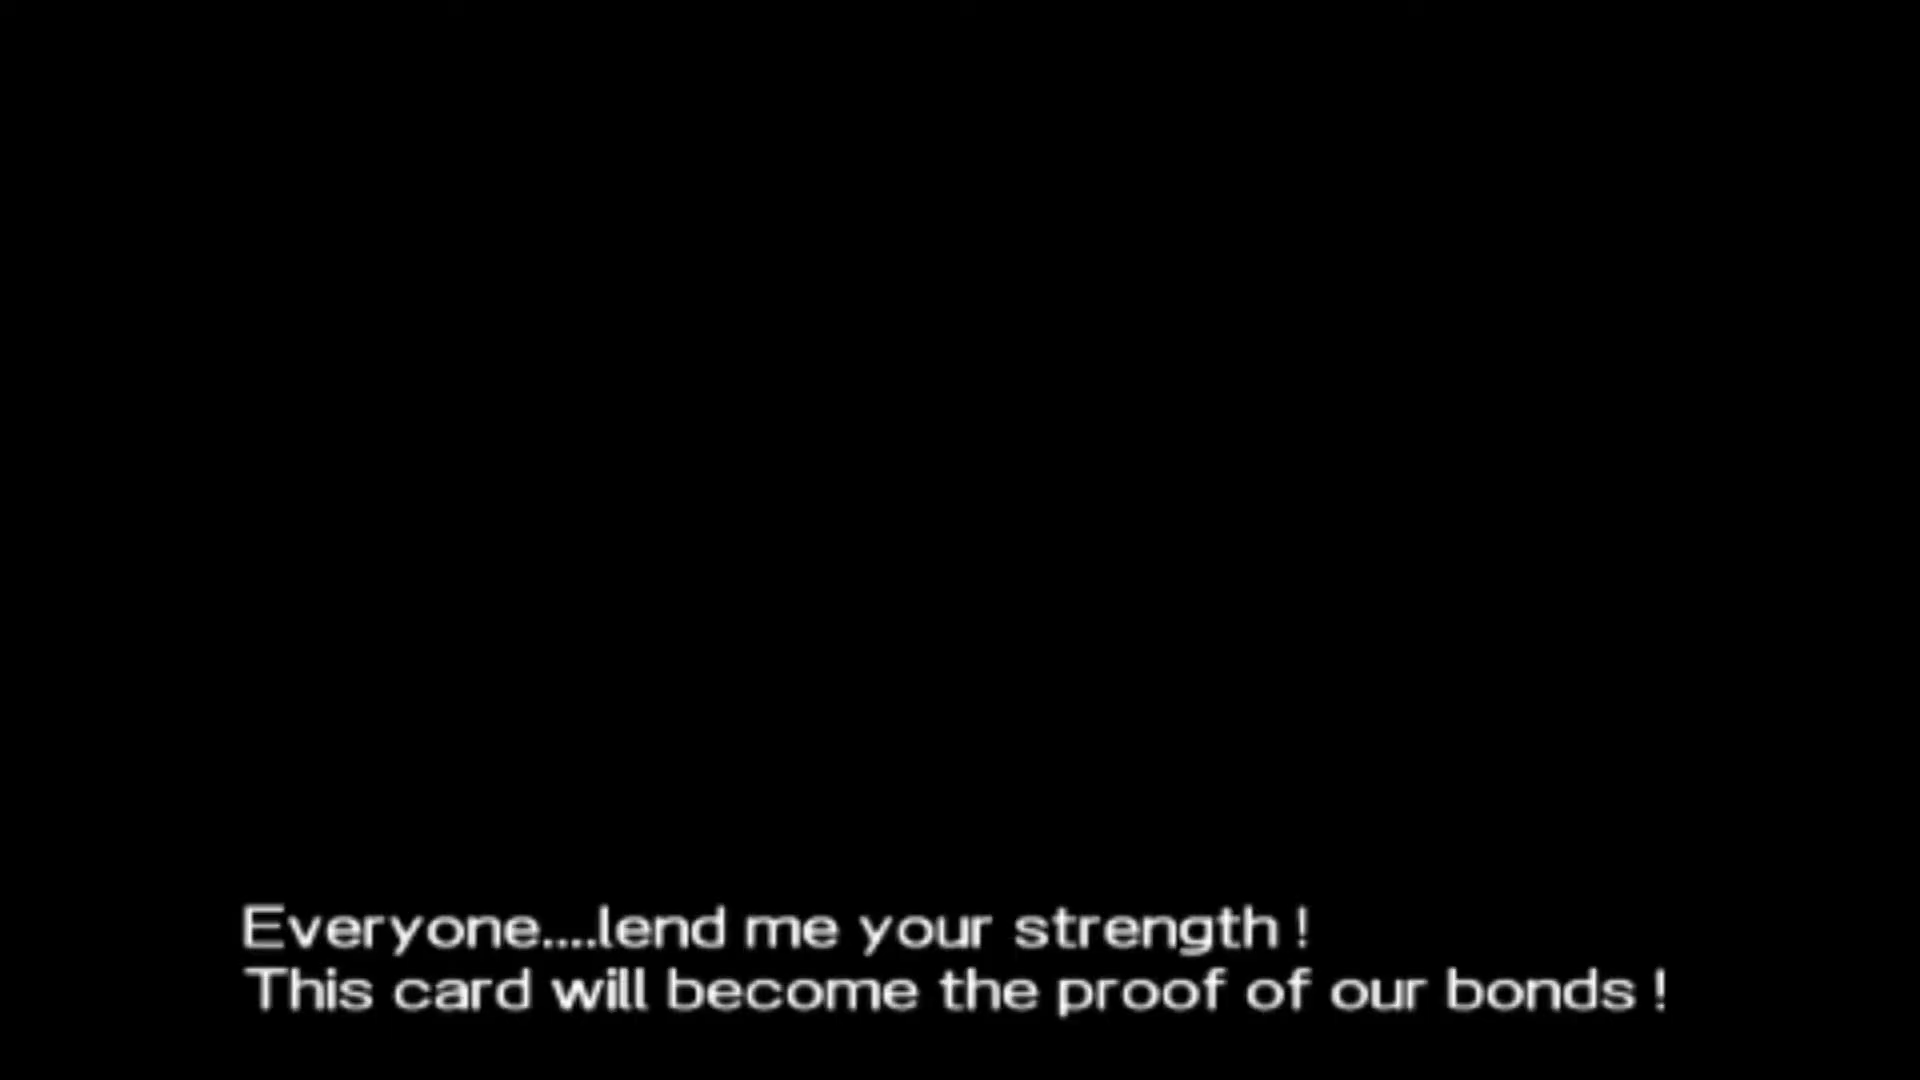 Everyone....lend me your strength !
This card will become the proof of our bonds !